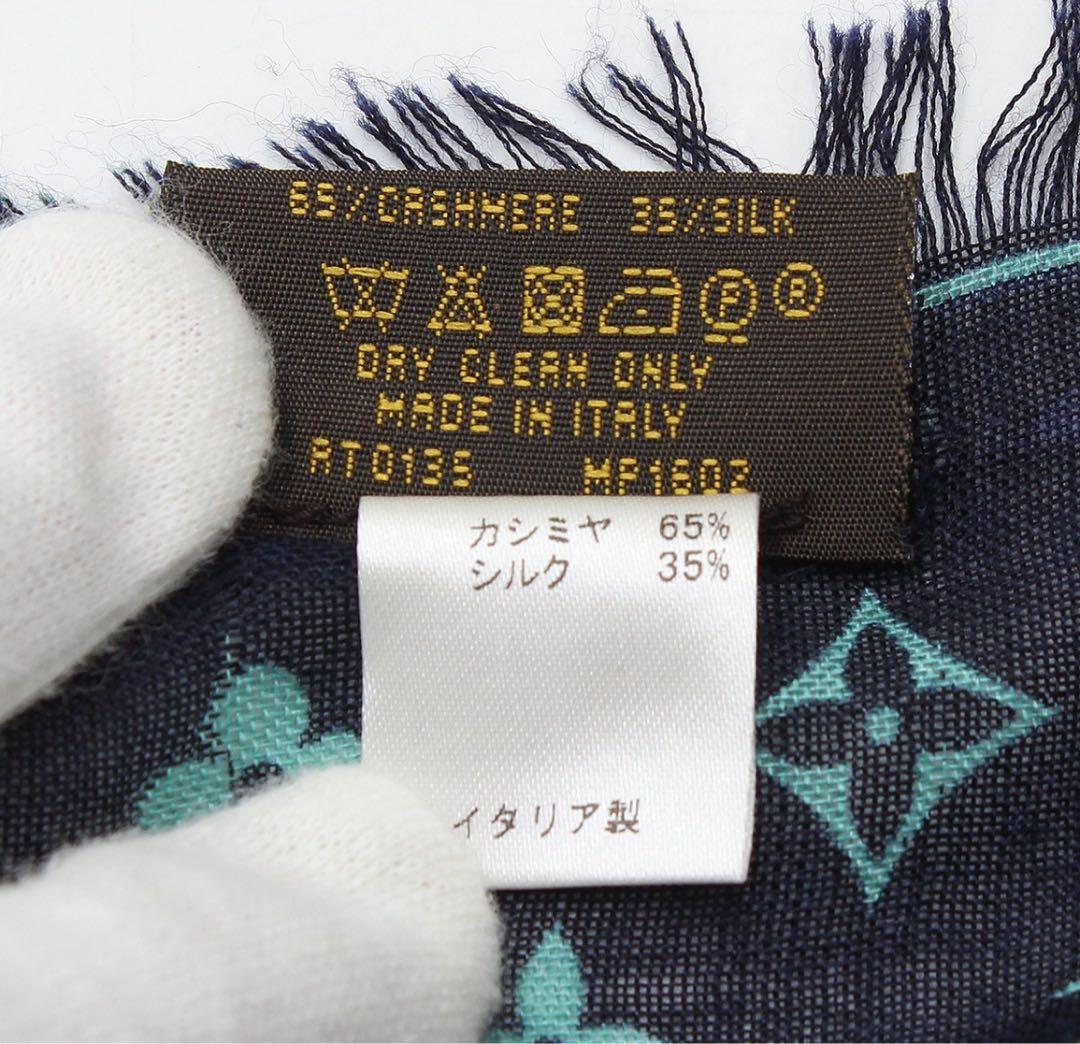 65% CASHMERE 35% SILK
F A
DRY CLEAN ONLY
MADE IN ITALY
RT0135 MP1602
カシミヤ 65%
シルク 35%
イタリア製